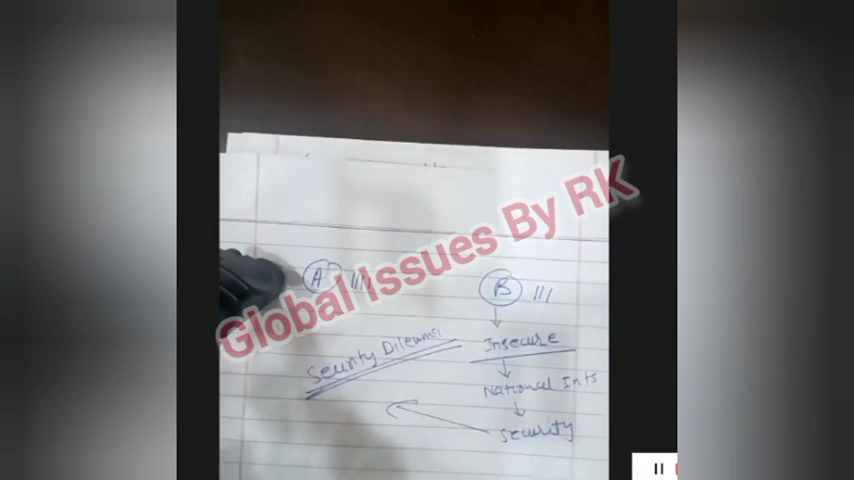 Global Issues By RK
A
B
Insecure
Security Dilemma
National Ints
Security